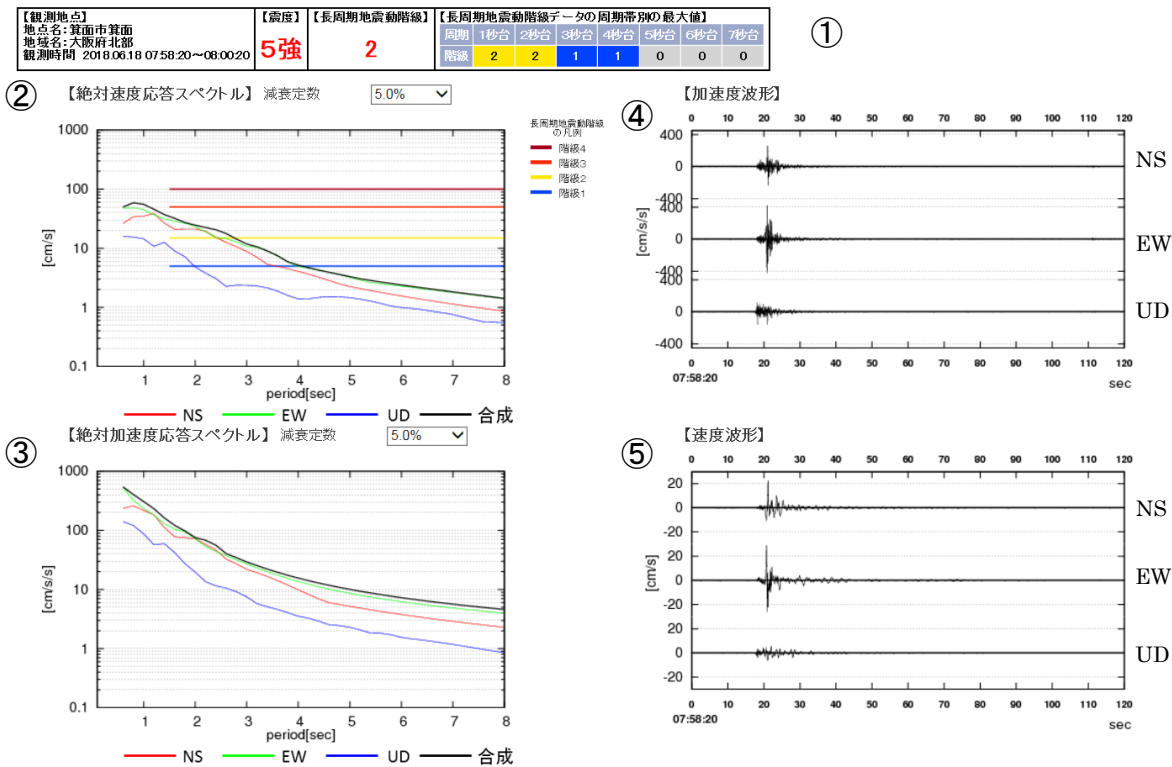 【観測地点】
地点名：箕面市箕面
地域名：大阪府北部
観測時間 2018.06.18 07:58:20～08:00:20
【震度】
5強
【長周期地震動階級】
2
【長周期地震動階級データの周期帯別の最大値】
周期 1秒台 2秒台 3秒台 4秒台 5秒台 6秒台 7秒台
階級 2 2 1 1 0 0 0
①
②
【絶対速度応答スペクトル】 減衰定数 5.0%
1000
100
10
1
0.1
[cm/s]
1 2 3 4 5 6 7 8
period[sec]
NS EW UD 合成
長周期地震動階級
の凡例
階級4
階級3
階級2
階級1
③
【絶対加速度応答スペクトル】 減衰定数 5.0%
1000
100
10
1
0.1
[cm/s/s]
1 2 3 4 5 6 7 8
period[sec]
NS EW UD 合成
④
【加速度波形】
0 10 20 30 40 50 60 70 80 90 100 110 120
400
0
-400
NS
400
0
-400
EW
400
0
-400
UD
[cm/s/s]
0 10 20 30 40 50 60 70 80 90 100 110 120
07:58:20
sec
⑤
【速度波形】
0 10 20 30 40 50 60 70 80 90 100 110 120
20
0
-20
NS
20
0
-20
EW
20
0
-20
UD
[cm/s]
0 10 20 30 40 50 60 70 80 90 100 110 120
07:58:20
sec